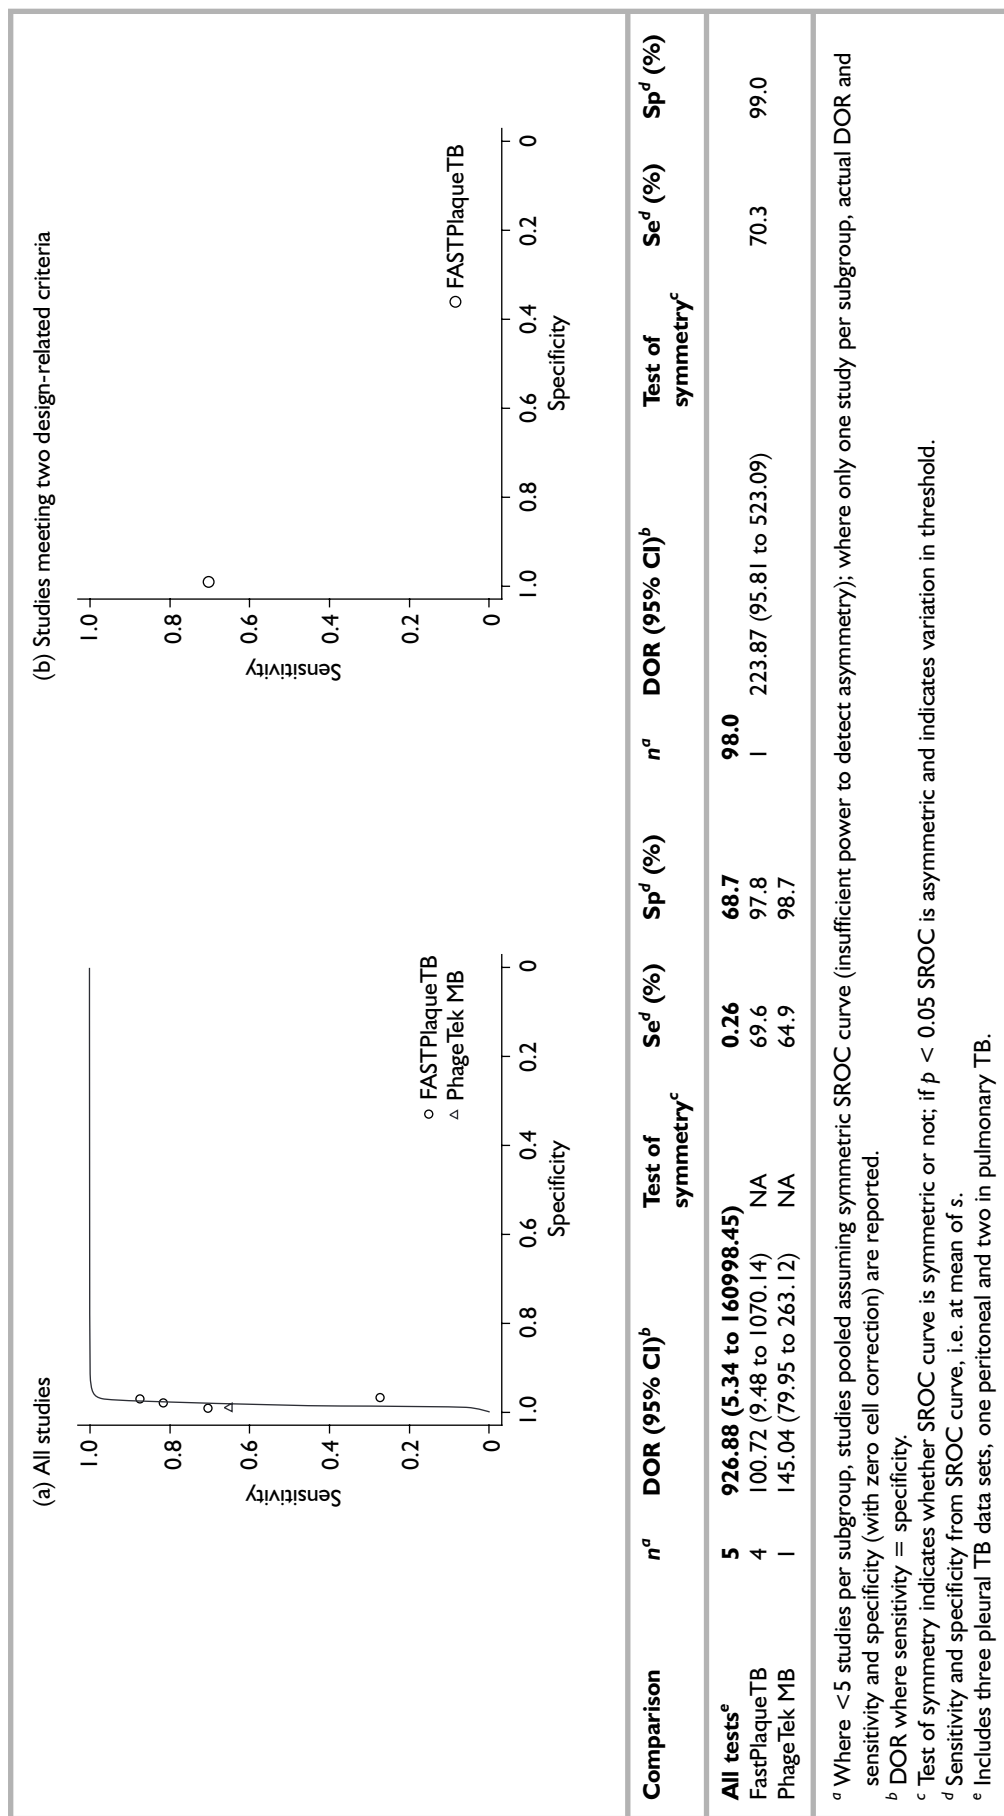 (a) All studies
Sensitivity
1.0
0.8
0.6
0.4
0.2
0
1.0 0.8 0.6 0.4 0.2 0
Specificity
FASTPlaqueTB
PhageTek MB
(b) Studies meeting two design-related criteria
Sensitivity
1.0
0.8
0.6
0.4
0.2
0
1.0 0.8 0.6 0.4 0.2 0
Specificity
FASTPlaqueTB
Comparison n^a DOR (95% CI)^b Test of symmetry^c Se^d (%) Sp^d (%) n^a DOR (95% CI)^b Test of symmetry^c Se^d (%) Sp^d (%)
All tests^e 5 926.88 (5.34 to 160998.45) 0.26 68.7 98.0
FastPlaqueTB 4 100.72 (9.48 to 1070.14) NA 69.6 97.8 1 223.87 (95.81 to 523.09) 70.3 99.0
PhageTek MB 1 145.04 (79.95 to 263.12) NA 64.9 98.7
a Where <5 studies per subgroup, studies pooled assuming symmetric SROC curve (insufficient power to detect asymmetry); where only one study per subgroup, actual DOR and
sensitivity and specificity (with zero cell correction) are reported.
b DOR where sensitivity = specificity.
c Test of symmetry indicates whether SROC curve is symmetric or not; if p < 0.05 SROC is asymmetric and indicates variation in threshold.
d Sensitivity and specificity from SROC curve, i.e. at mean of s.
e Includes three pleural TB data sets, one peritoneal and two in pulmonary TB.